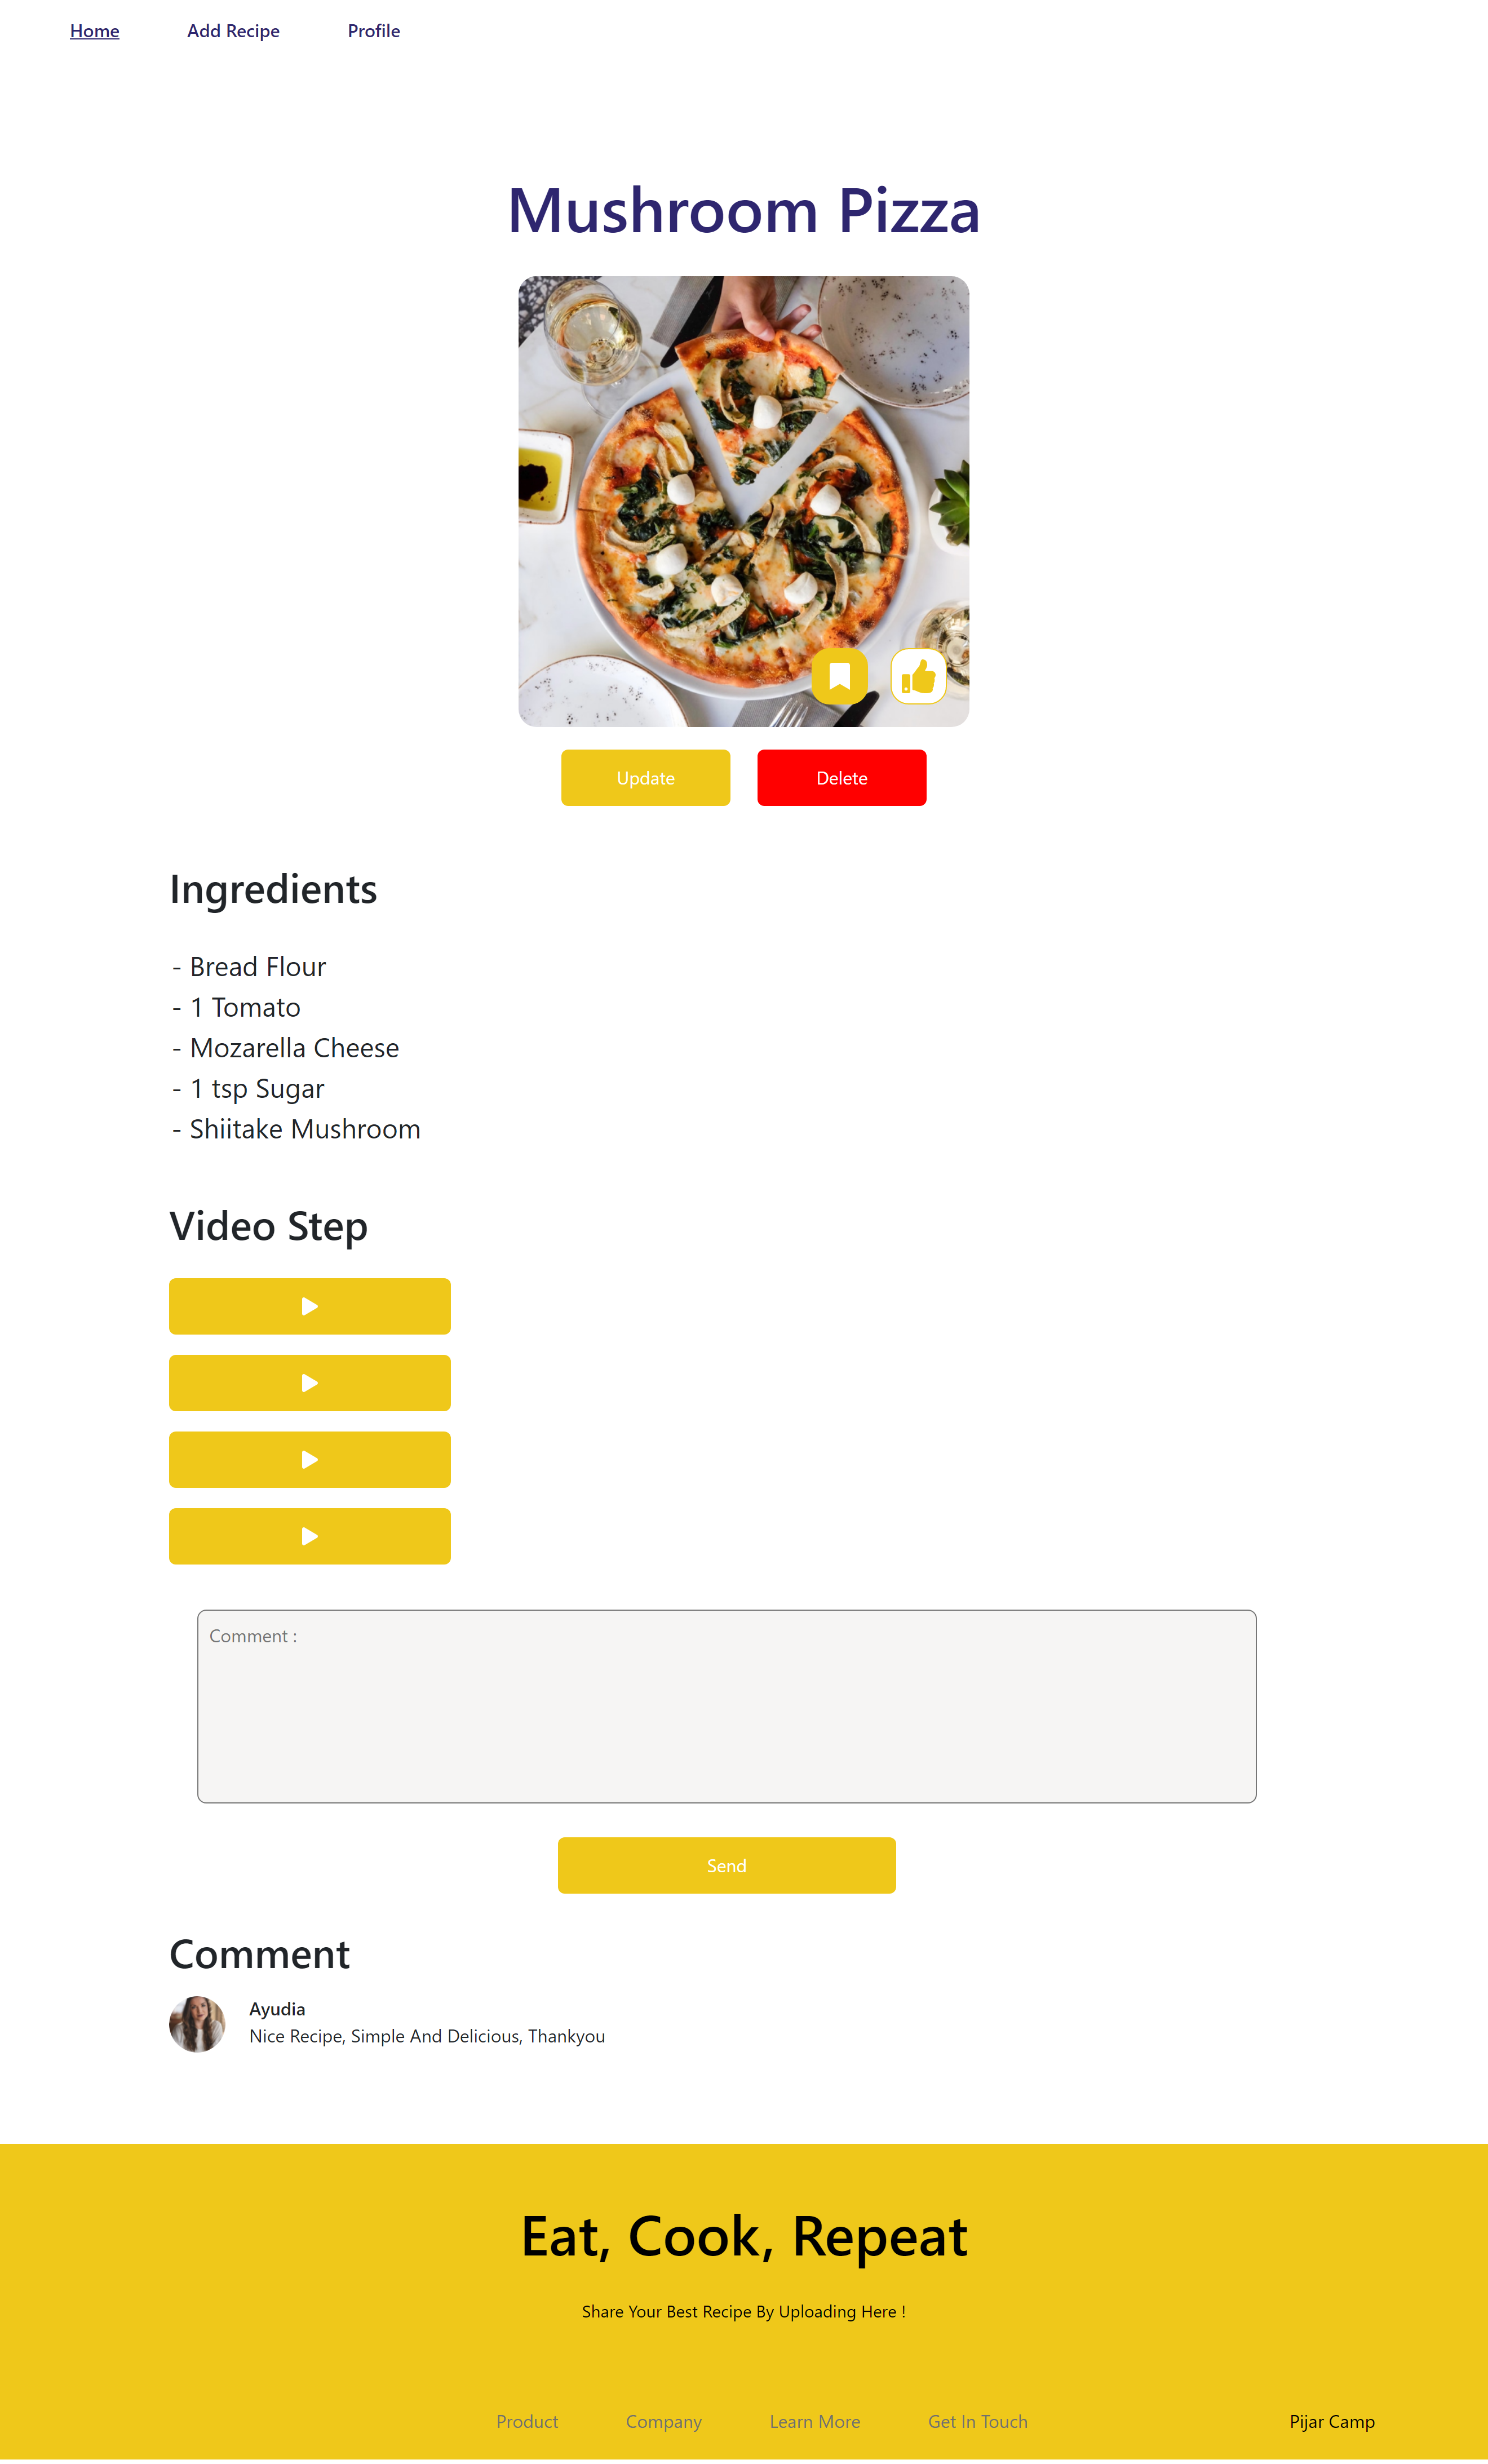 Home Add Recipe Profile
Mushroom Pizza
Update Delete
Ingredients
- Bread Flour
- 1 Tomato
- Mozarella Cheese
- 1 tsp Sugar
- Shiitake Mushroom
Video Step
Comment :
Send
Comment
Ayudia
Nice Recipe, Simple And Delicious, Thankyou
Eat, Cook, Repeat
Share Your Best Recipe By Uploading Here !
Product Company Learn More Get In Touch Pijar Camp